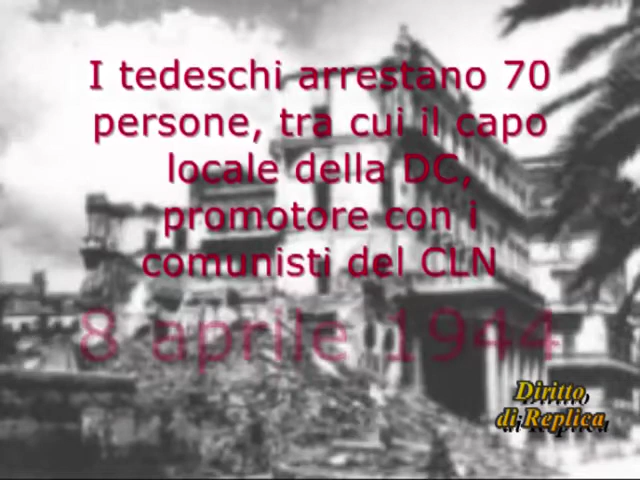 I tedeschi arrestano 70
persone, tra cui il capo
locale della DC,
promotore con i
comunisti del CLN
8 aprile 1944
Diritto
di Replica